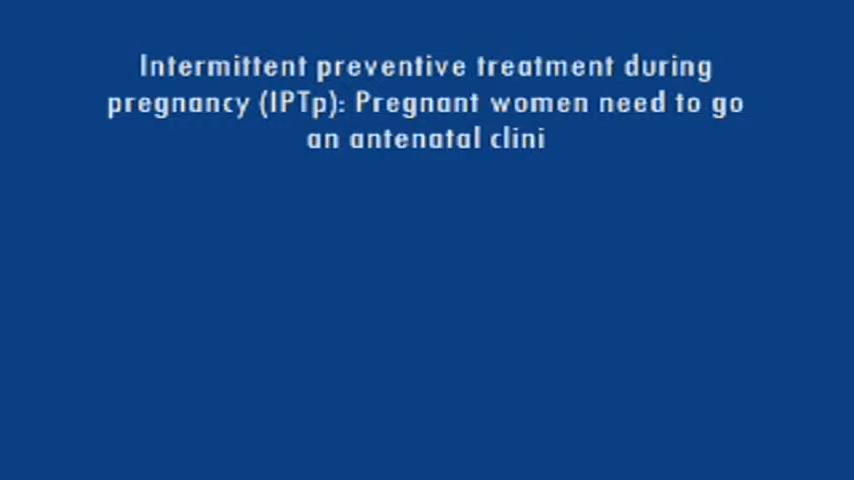 Intermittent preventive treatment during
pregnancy (IPTp): Pregnant women need to go
an antenatal clini